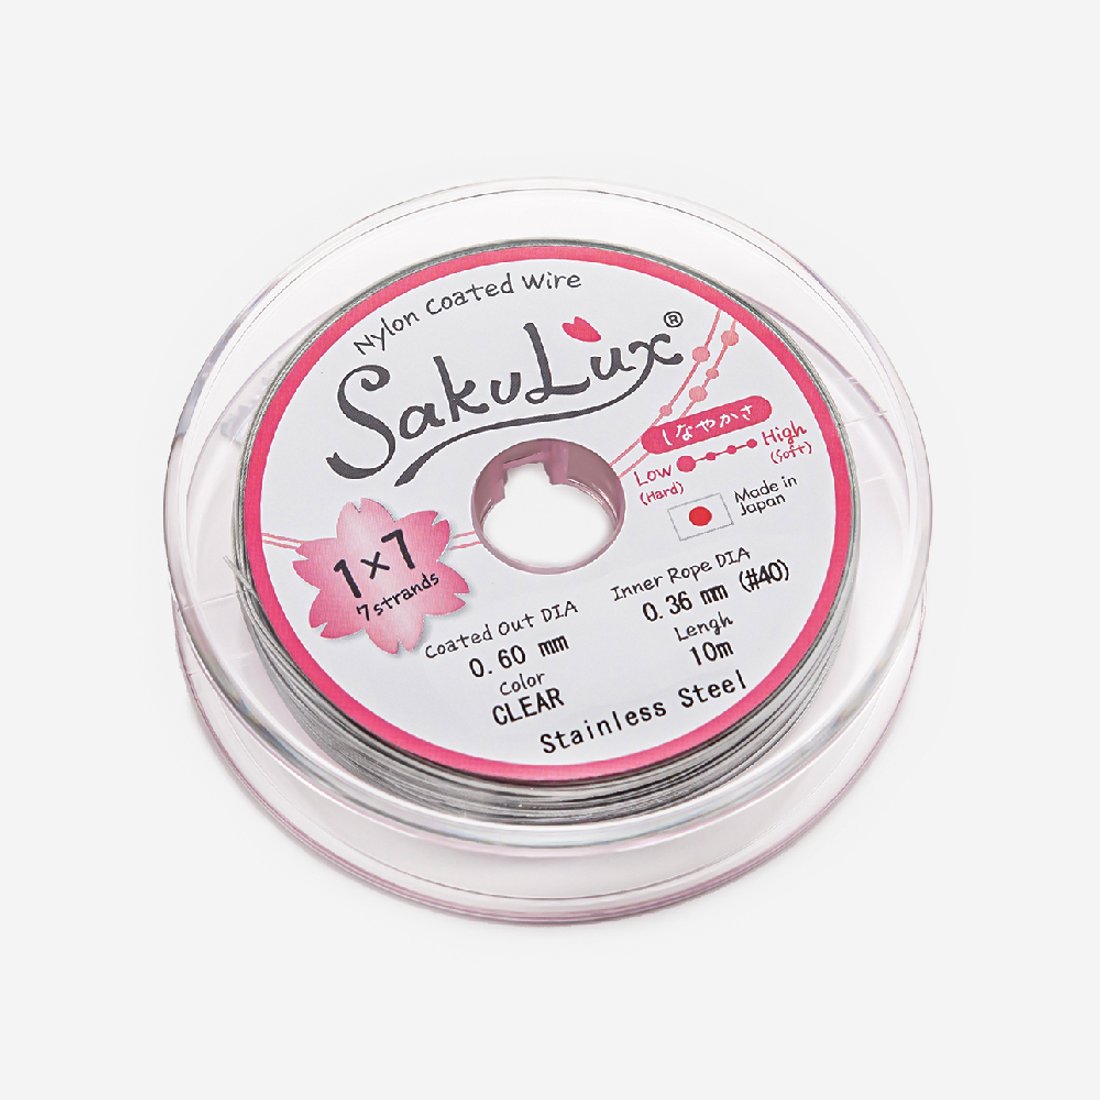 Nylon Coated Wire
SakuLux®
しなやかさ
Low High
(Hard) (Soft)
Made in
Japan
1×7
7strands
Coated Out DIA
0.60 mm
Color
CLEAR
Inner Rope DIA
0.36 mm (#40)
Lengh
10m
Stainless Steel